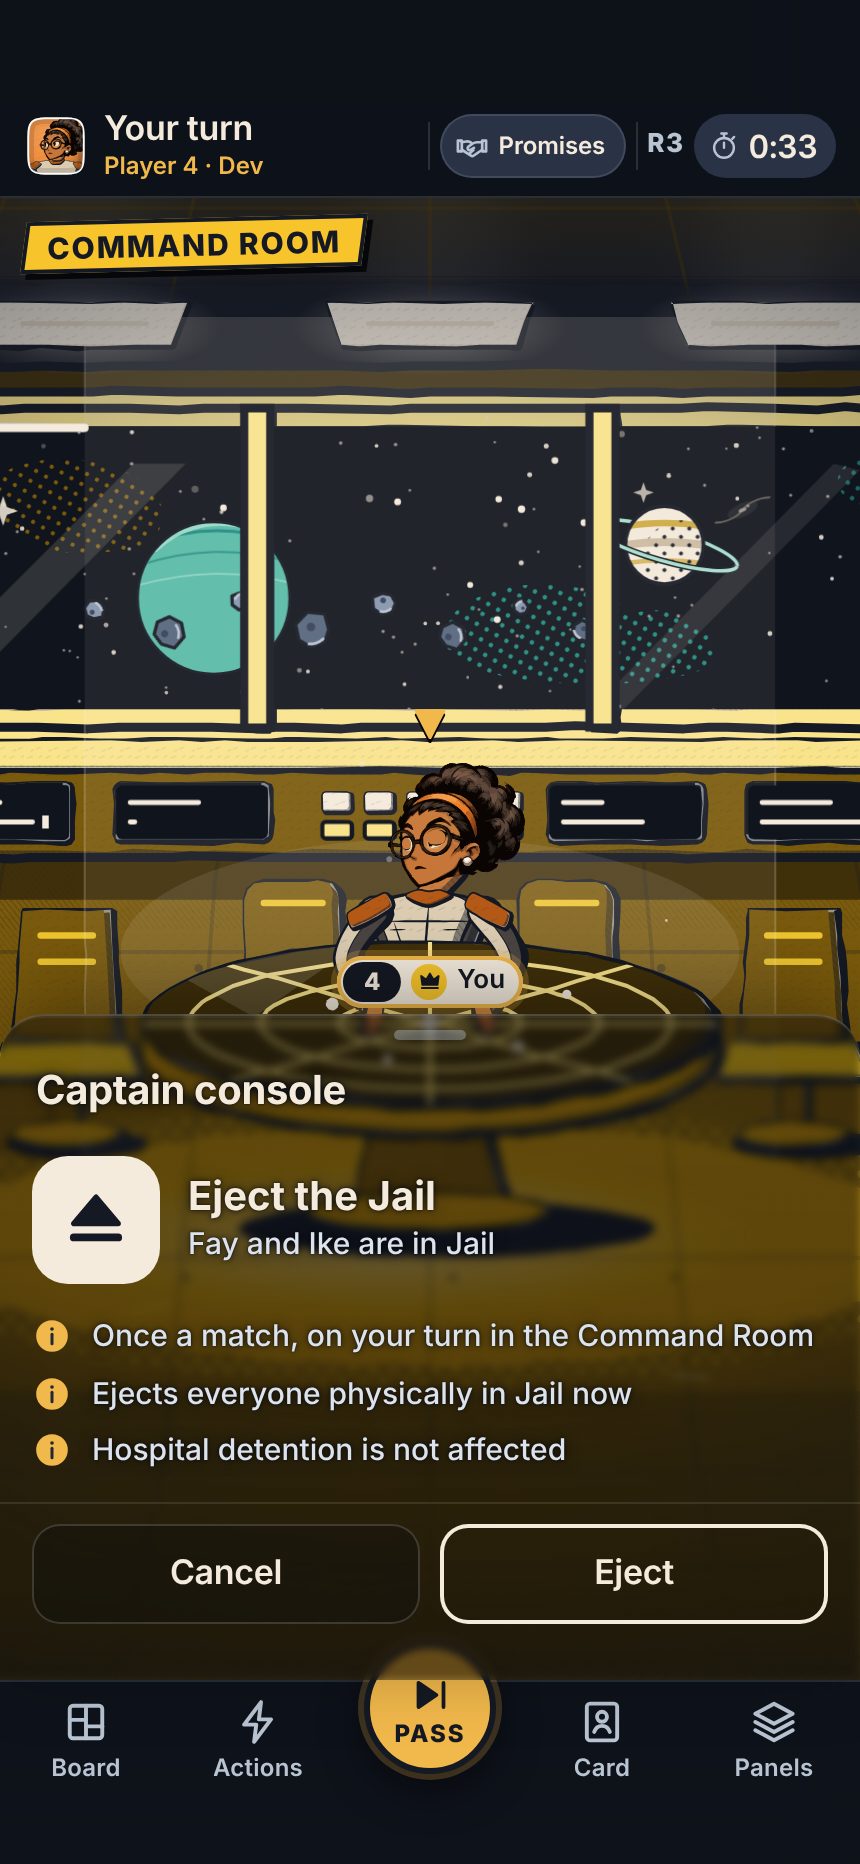 Your turn
Player 4 · Dev
Promises
R3
0:33
COMMAND ROOM
4
You
Captain console
Eject the Jail
Fay and Ike are in Jail
Once a match, on your turn in the Command Room
Ejects everyone physically in Jail now
Hospital detention is not affected
Cancel
Eject
PASS
Board
Actions
Card
Panels